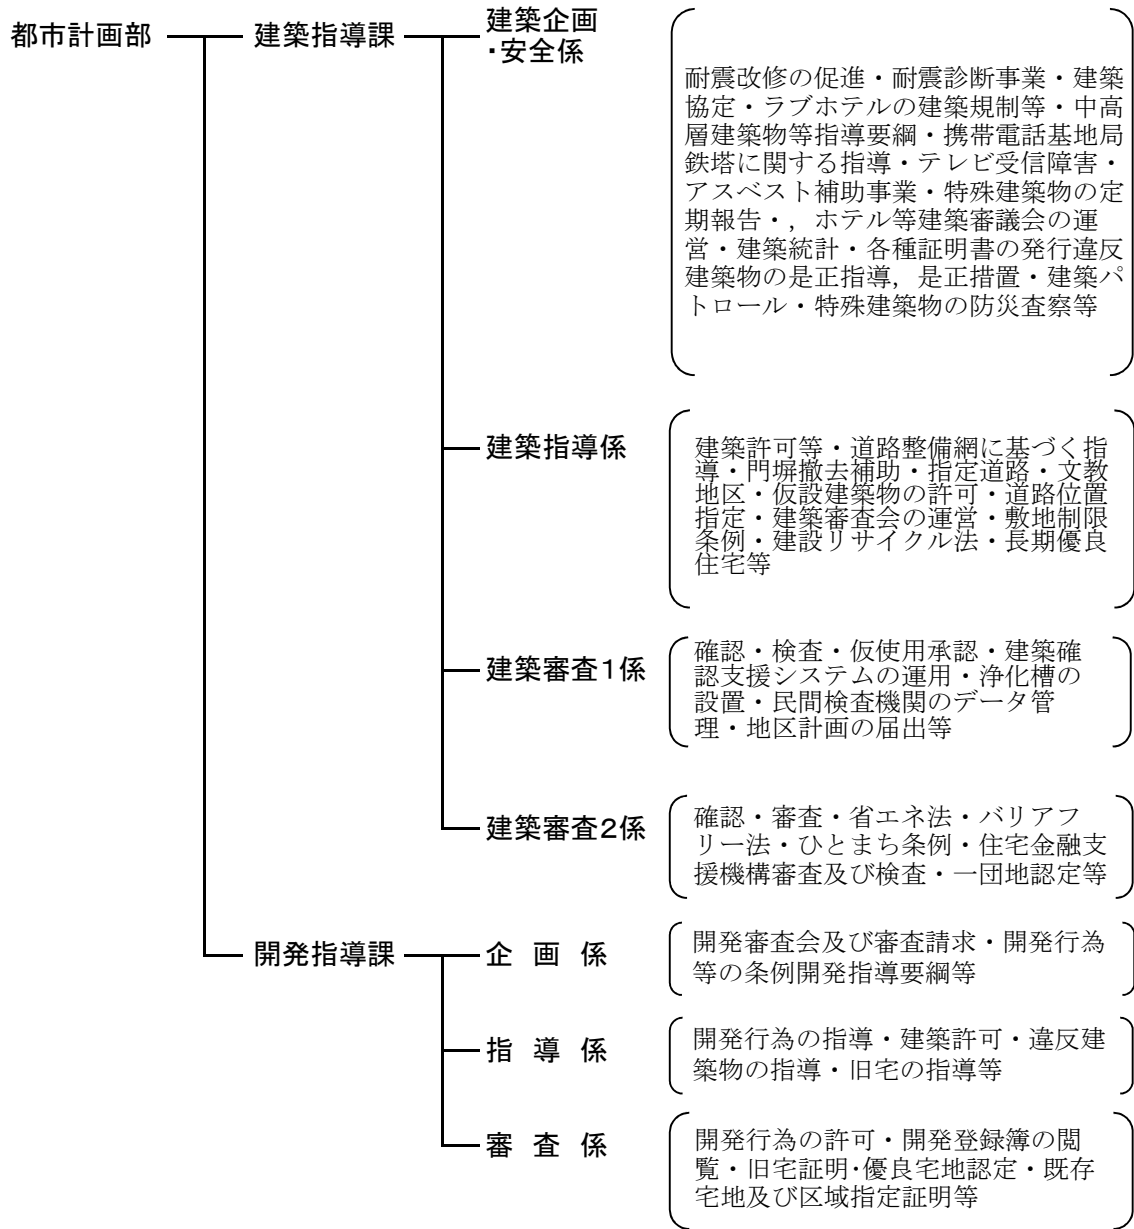 都市計画部
建築指導課
建築企画
・安全係
耐震改修の促進・耐震診断事業・建築
協定・ラブホテルの建築規制等・中高
層建築物等指導要綱・携帯電話基地局
鉄塔に関する指導・テレビ受信障害・
アスベスト補助事業・特殊建築物の定
期報告・，ホテル等建築審議会の運
営・建築統計・各種証明書の発行違反
建築物の是正指導，是正措置・建築パ
トロール・特殊建築物の防災査察等
建築指導係
建築許可等・道路整備網に基づく指
導・門塀撤去補助・指定道路・文教
地区・仮設建築物の許可・道路位置
指定・建築審査会の運営・敷地制限
条例・建設リサイクル法・長期優良
住宅等
建築審査1係
確認・検査・仮使用承認・建築確
認支援システムの運用・浄化槽の
設置・民間検査機関のデータ管
理・地区計画の届出等
建築審査2係
確認・審査・省エネ法・バリアフ
リー法・ひとまち条例・住宅金融支
援機構審査及び検査・一団地認定等
開発指導課
企　画　係
開発審査会及び審査請求・開発行為
等の条例開発指導要綱等
指　導　係
開発行為の指導・建築許可・違反建
築物の指導・旧宅の指導等
審　査　係
開発行為の許可・開発登録簿の閲
覧・旧宅証明･優良宅地認定・既存
宅地及び区域指定証明等